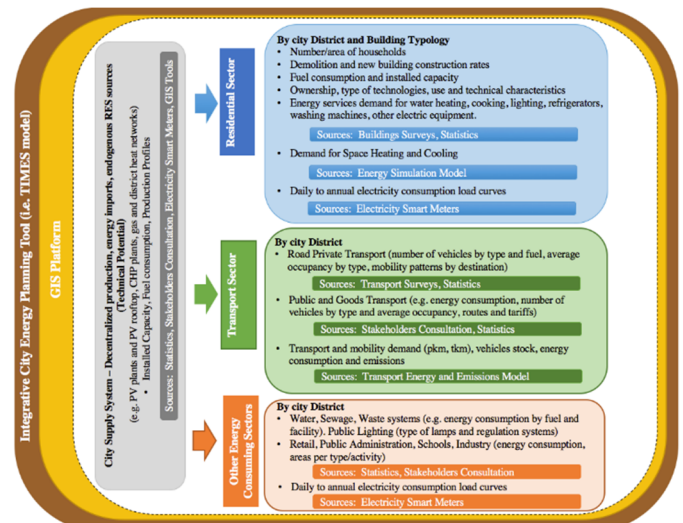 Integrative City Energy Planning Tool (i.e. TIMES model)
GIS Platform
City Supply System – Decentralized production, energy imports, endogenous RES sources
(Technical Potential)
(e.g. PV plants and PV rooftop, CHP plants, gas and district heat networks)
• Installed Capacity, Fuel consumption, Production Profiles
Sources: Statistics, Stakeholders Consultation, Electricity Smart Meters, GIS Tools
Residential Sector
By city District and Building Typology
• Number/area of households
• Demolition and new building construction rates
• Fuel consumption and installed capacity
• Ownership, type of technologies, use and technical characteristics
• Energy services demand for water heating, cooking, lighting, refrigerators,
washing machines, other electric equipment.
Sources: Buildings Surveys, Statistics
• Demand for Space Heating and Cooling
Sources: Energy Simulation Model
• Daily to annual electricity consumption load curves
Sources: Electricity Smart Meters
Transport Sector
By city District
• Road Private Transport (number of vehicles by type and fuel, average
occupancy by type, mobility patterns by destination)
Sources: Transport Surveys, Statistics
• Public and Goods Transport (e.g. energy consumption, number of
vehicles by type and average occupancy, routes and tariffs)
Sources: Stakeholders Consultation, Statistics
• Transport and mobility demand (pkm, tkm), vehicles stock, energy
consumption and emissions
Sources: Transport Energy and Emissions Model
Other Energy
Consuming Sectors
By city District
• Water, Sewage, Waste systems (e.g. energy consumption by fuel and
facility). Public Lighting (type of lamps and regulation systems)
• Retail, Public Administration, Schools, Industry (energy consumption,
areas per type/activity)
Sources: Statistics, Stakeholders Consultation
• Daily to annual electricity consumption load curves
Sources: Electricity Smart Meters